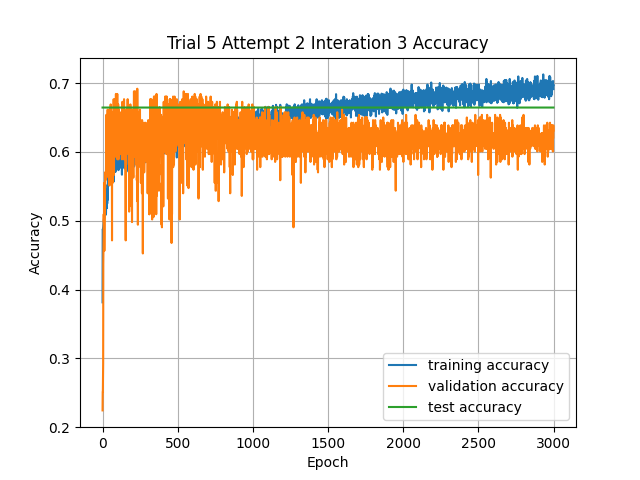 Trial 5 Attempt 2 Interation 3 Accuracy
0.7
0.6
0.5
0.4
0.3
0.2
Accuracy
0
500
1000
1500
2000
2500
3000
Epoch
training accuracy
validation accuracy
test accuracy